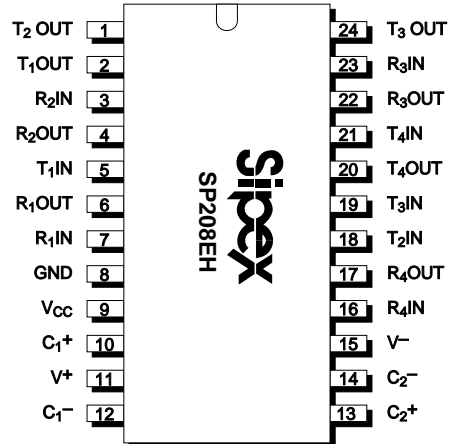 T₂ OUT 1 24 T₃ OUT
T₁OUT 2 23 R₃IN
R₂IN 3 22 R₃OUT
R₂OUT 4 21 T₄IN
T₁IN 5 20 T₄OUT
R₁OUT 6 19 T₃IN
R₁IN 7 18 T₂IN
GND 8 17 R₄OUT
VCC 9 16 R₄IN
C₁+ 10 15 V–
V+ 11 14 C₂–
C₁– 12 13 C₂+
Sipex
SP208EH